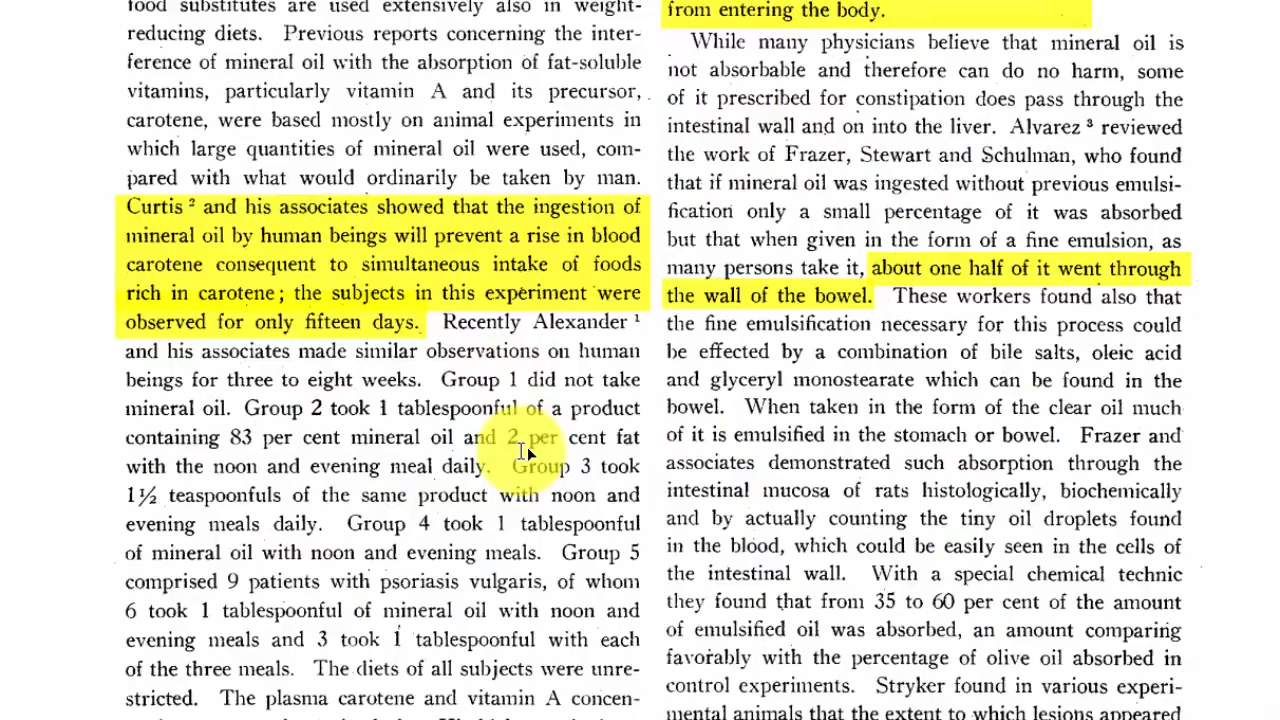 food substitutes are used extensively also in weight-
reducing diets. Previous reports concerning the inter-
ference of mineral oil with the absorption of fat-soluble
vitamins, particularly vitamin A and its precursor,
carotene, were based mostly on animal experiments in
which large quantities of mineral oil were used, com-
pared with what would ordinarily be taken by man.
Curtis ² and his associates showed that the ingestion of
mineral oil by human beings will prevent a rise in blood
carotene consequent to simultaneous intake of foods
rich in carotene; the subjects in this experiment were
observed for only fifteen days. Recently Alexander ¹
and his associates made similar observations on human
beings for three to eight weeks. Group 1 did not take
mineral oil. Group 2 took 1 tablespoonful of a product
containing 83 per cent mineral oil and 2 per cent fat
with the noon and evening meal daily. Group 3 took
1½ teaspoonfuls of the same product with noon and
evening meals daily. Group 4 took 1 tablespoonful
of mineral oil with noon and evening meals. Group 5
comprised 9 patients with psoriasis vulgaris, of whom
6 took 1 tablespoonful of mineral oil with noon and
evening meals and 3 took 1 tablespoonful with each
of the three meals. The diets of all subjects were unre-
stricted. The plasma carotene and vitamin A concen-
from entering the body.
While many physicians believe that mineral oil is
not absorbable and therefore can do no harm, some
of it prescribed for constipation does pass through the
intestinal wall and on into the liver. Alvarez ³ reviewed
the work of Frazer, Stewart and Schulman, who found
that if mineral oil was ingested without previous emulsi-
fication only a small percentage of it was absorbed
but that when given in the form of a fine emulsion, as
many persons take it, about one half of it went through
the wall of the bowel. These workers found also that
the fine emulsification necessary for this process could
be effected by a combination of bile salts, oleic acid
and glyceryl monostearate which can be found in the
bowel. When taken in the form of the clear oil much
of it is emulsified in the stomach or bowel. Frazer and
associates demonstrated such absorption through the
intestinal mucosa of rats histologically, biochemically
and by actually counting the tiny oil droplets found
in the blood, which could be easily seen in the cells of
the intestinal wall. With a special chemical technic
they found that from 35 to 60 per cent of the amount
of emulsified oil was absorbed, an amount comparing
favorably with the percentage of olive oil absorbed in
control experiments. Stryker found in various experi-
mental animals that the extent to which lesions appeared